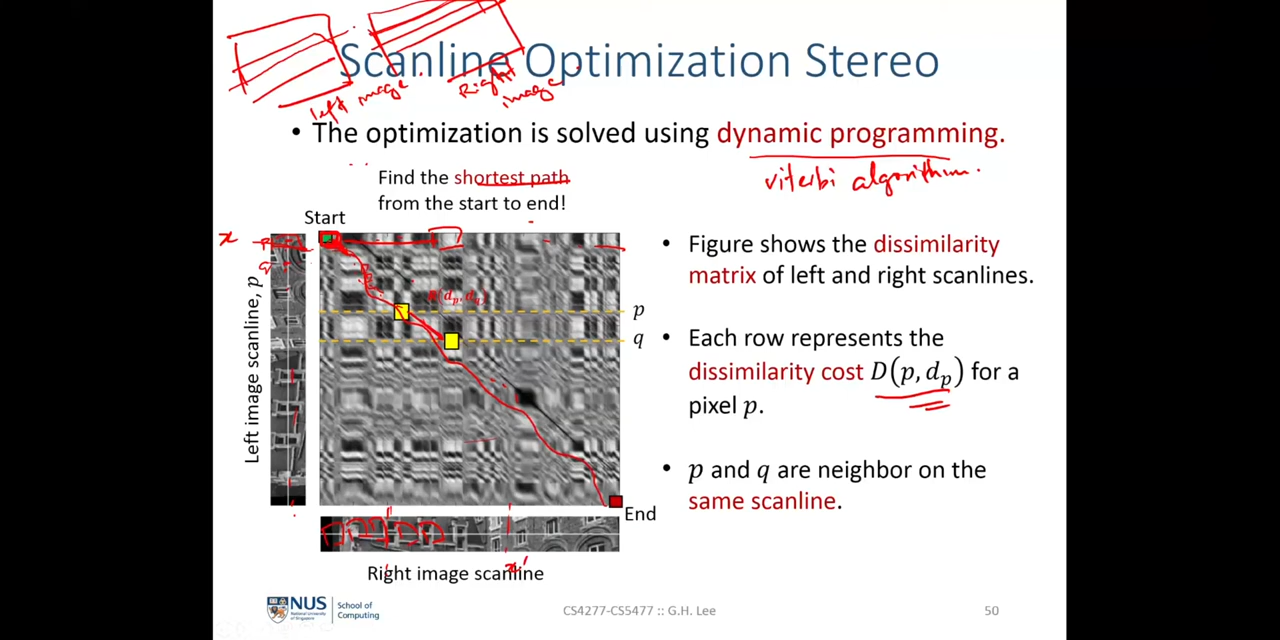 Scanline Optimization Stereo
left image
Right image
• The optimization is solved using dynamic programming.
viterbi algorithm.
Find the shortest path
from the start to end!
Start
x
q
Left image scanline, p
R(d_p, d_q)
p
q
End
x'
Right image scanline
• Figure shows the dissimilarity
matrix of left and right scanlines.
• Each row represents the
dissimilarity cost D(p, d_p) for a
pixel p.
• p and q are neighbor on the
same scanline.
NUS
National University
of Singapore
School of
Computing
CS4277-CS5477 :: G.H. Lee
50